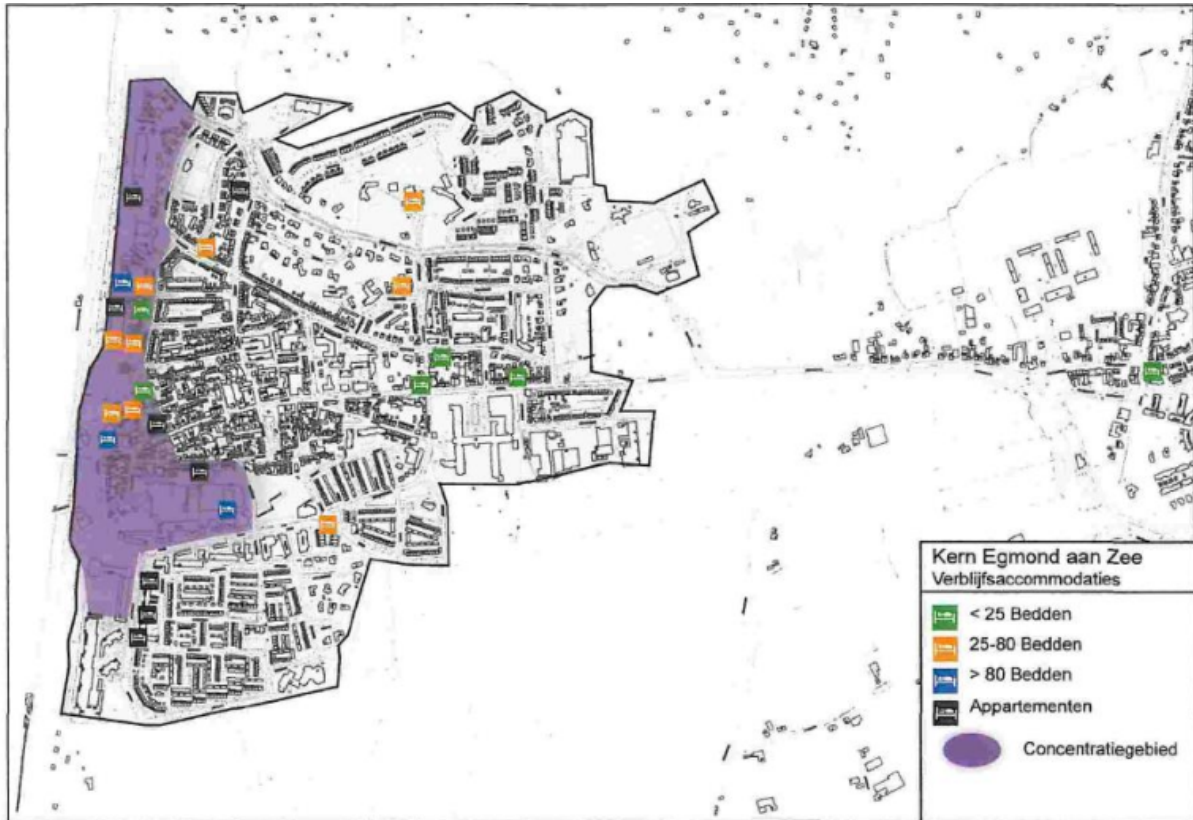 Kern Egmond aan Zee
Verblijfsaccommodaties
< 25 Bedden
25-80 Bedden
> 80 Bedden
Appartementen
Concentratiegebied